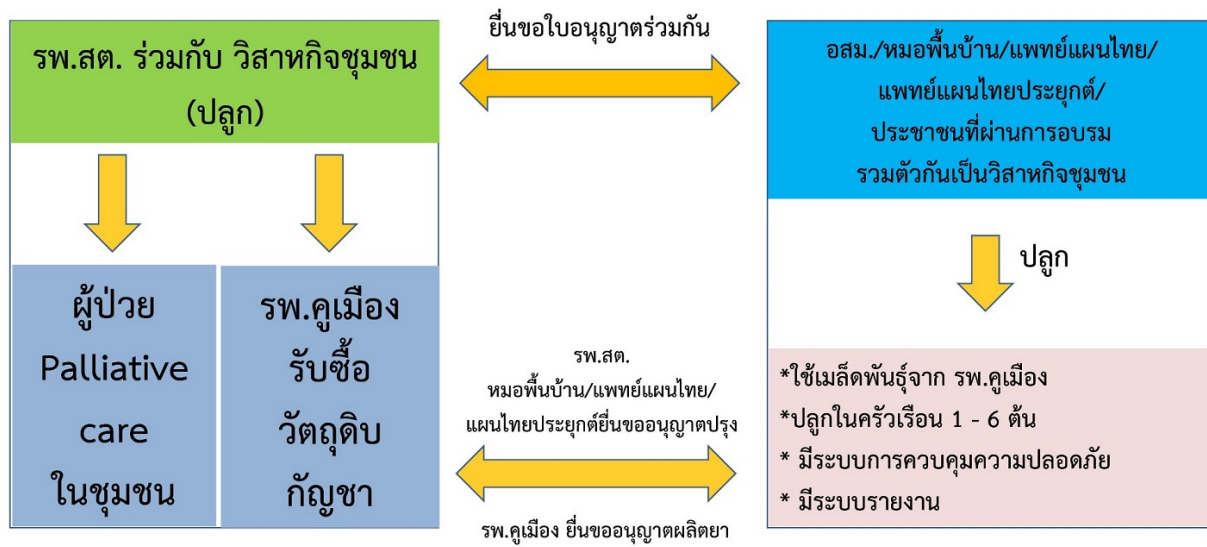 รพ.สต. ร่วมกับ วิสาหกิจชุมชน
(ปลูก)
ยื่นขอใบอนุญาตร่วมกัน
อสม./หมอพื้นบ้าน/แพทย์แผนไทย/
แพทย์แผนไทยประยุกต์/
ประชาชนที่ผ่านการอบรม
รวมตัวกันเป็นวิสาหกิจชุมชน
ปลูก
ผู้ป่วย
Palliative
care
ในชุมชน
รพ.คูเมือง
รับซื้อ
วัตถุดิบ
กัญชา
รพ.สต.
หมอพื้นบ้าน/แพทย์แผนไทย/
แผนไทยประยุกต์ยื่นขออนุญาตปรุง
รพ.คูเมือง ยื่นขออนุญาตผลิตยา
*ใช้เมล็ดพันธุ์จาก รพ.คูเมือง
*ปลูกในครัวเรือน 1 - 6 ต้น
* มีระบบการควบคุมความปลอดภัย
* มีระบบรายงาน